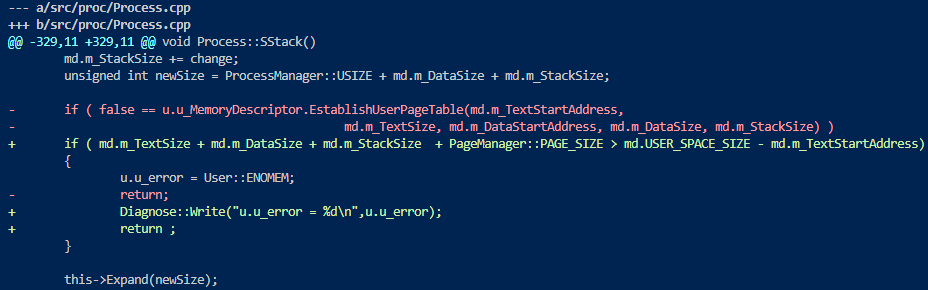 --- a/src/proc/Process.cpp
+++ b/src/proc/Process.cpp
@@ -329,11 +329,11 @@ void Process::SStack()
        md.m_StackSize += change;
        unsigned int newSize = ProcessManager::USIZE + md.m_DataSize + md.m_StackSize;

-       if ( false == u.u_MemoryDescriptor.EstablishUserPageTable(md.m_TextStartAddress,
-                                               md.m_TextSize, md.m_DataStartAddress, md.m_DataSize, md.m_StackSize) )
+       if ( md.m_TextSize + md.m_DataSize + md.m_StackSize  + PageManager::PAGE_SIZE > md.USER_SPACE_SIZE - md.m_TextStartAddress)
        {
                u.u_error = User::ENOMEM;
-               return;
+               Diagnose::Write("u.u_error = %d\n",u.u_error);
+               return ;
        }

        this->Expand(newSize);